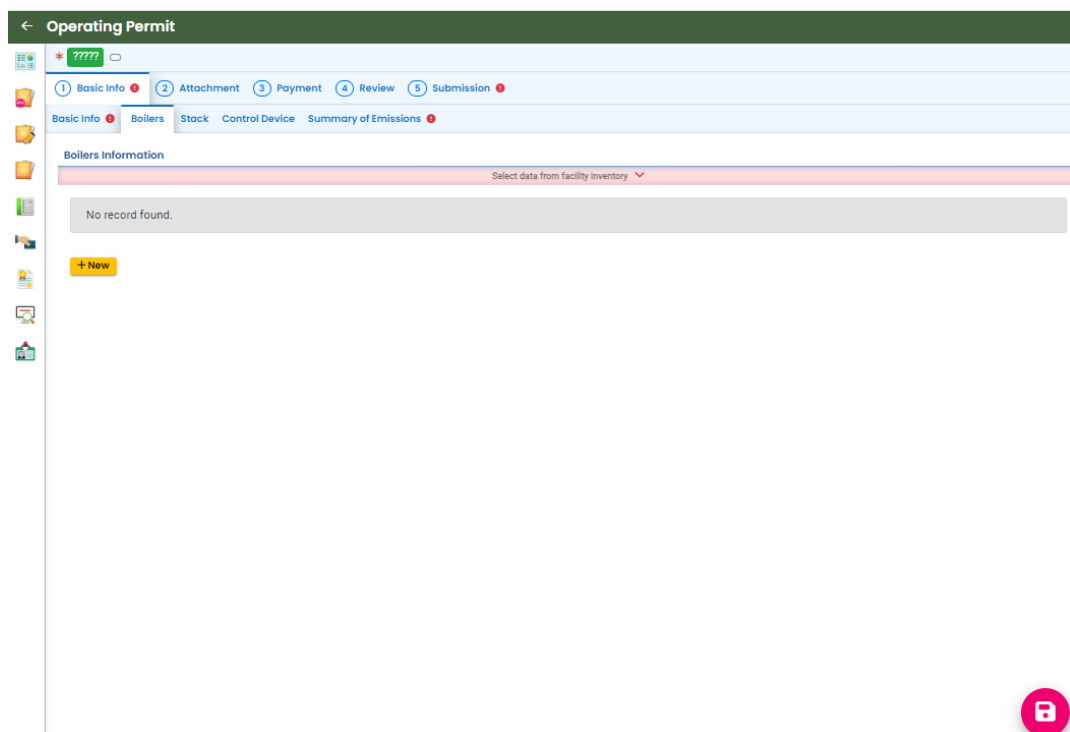 Operating Permit
* ?????
1 Basic Info 2 Attachment 3 Payment 4 Review 5 Submission
Basic Info Boilers Stack Control Device Summary of Emissions
Boilers Information
Select data from facility inventory
No record found.
+ New